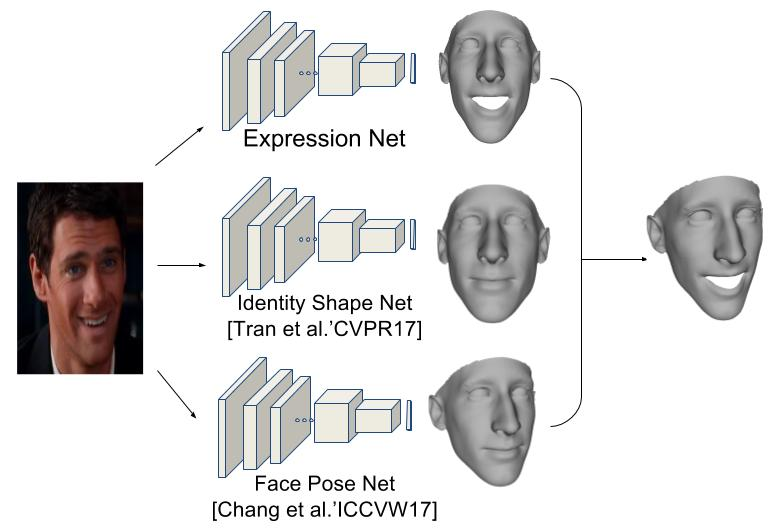 Expression Net
Identity Shape Net
[Tran et al.'CVPR17]
Face Pose Net
[Chang et al.'ICCVW17]